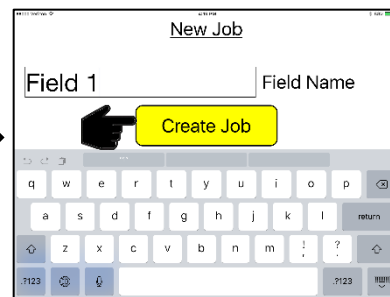 New Job
Field 1 Field Name
Create Job
q w e r t y u i o p
a s d f g h j k l return
z x c v b n m ! , ? .
.?123 .?123